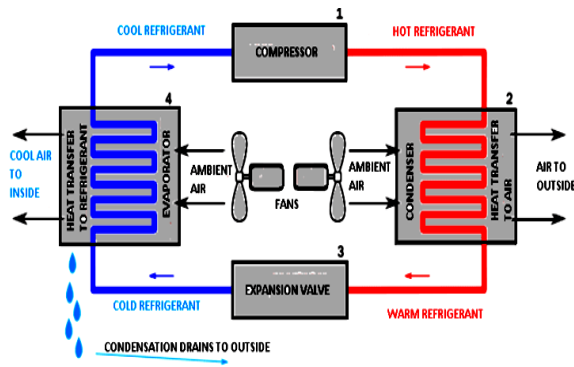 1
COOL REFRIGERANT
HOT REFRIGERANT
COMPRESSOR
4
2
COOL AIR
TO
INSIDE
HEAT TRANSFER
TO REFRIGERANT
EVAPORATOR
AMBIENT
AIR
FANS
AMBIENT
AIR
CONDENSER
HEAT TRANSFER
TO AIR
AIR TO
OUTSIDE
3
COLD REFRIGERANT
EXPANSION VALVE
WARM REFRIGERANT
CONDENSATION DRAINS TO OUTSIDE